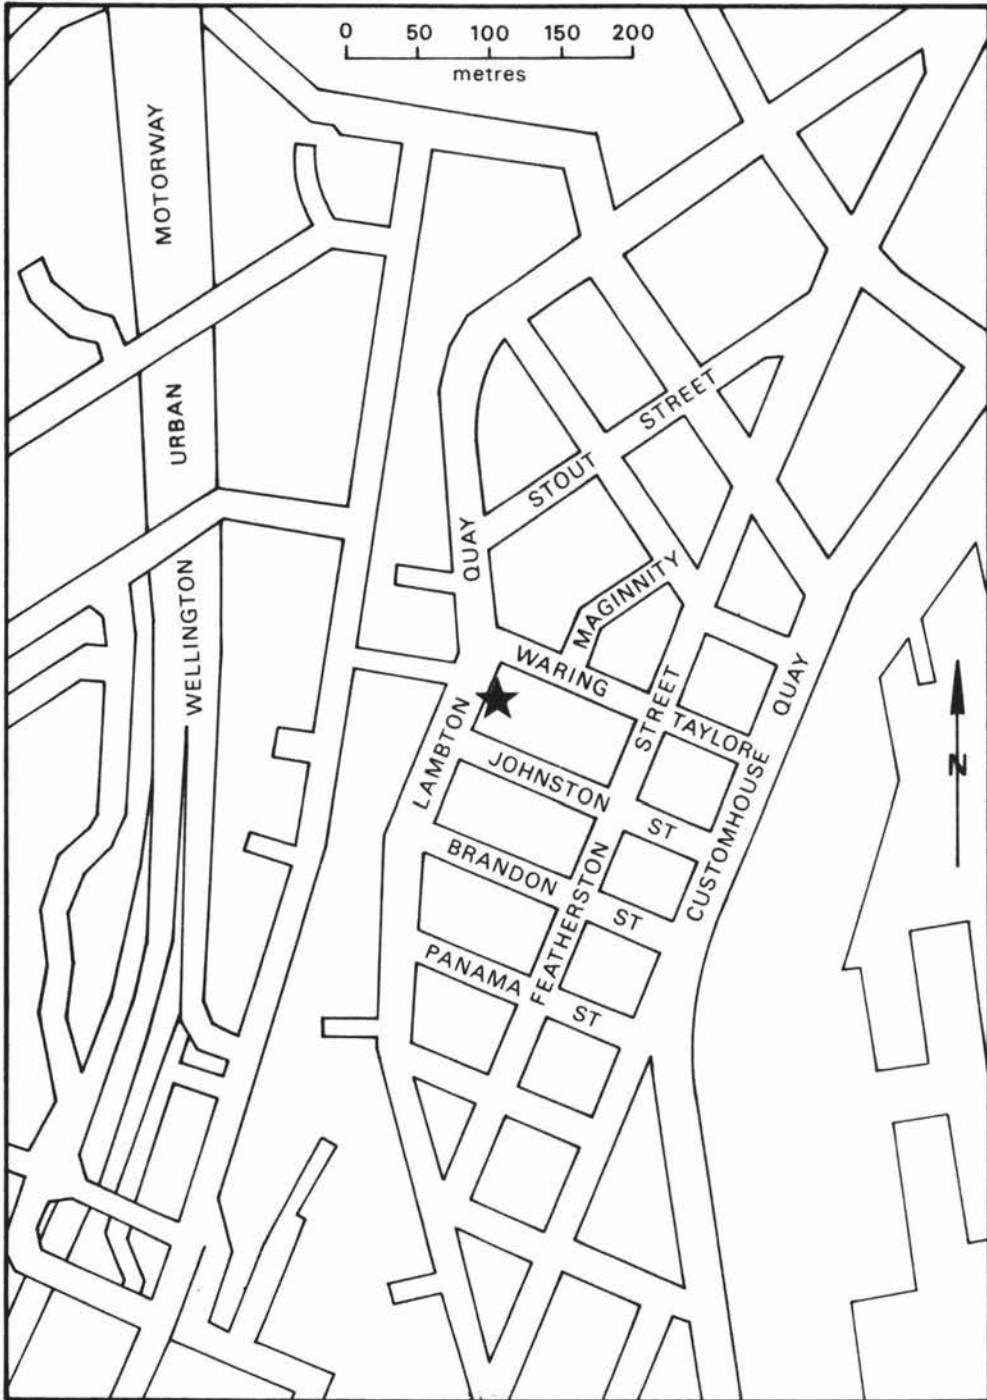 0 50 100 150 200
metres
MOTORWAY
URBAN
WELLINGTON
STREET
STOUT
QUAY
MAGINNITY
WARING
TAYLOR
STREET
QUAY
LAMBTON
JOHNSTON
ST
CUSTOMHOUSE
BRANDON
ST
FEATHERSTON
PANAMA
ST
N